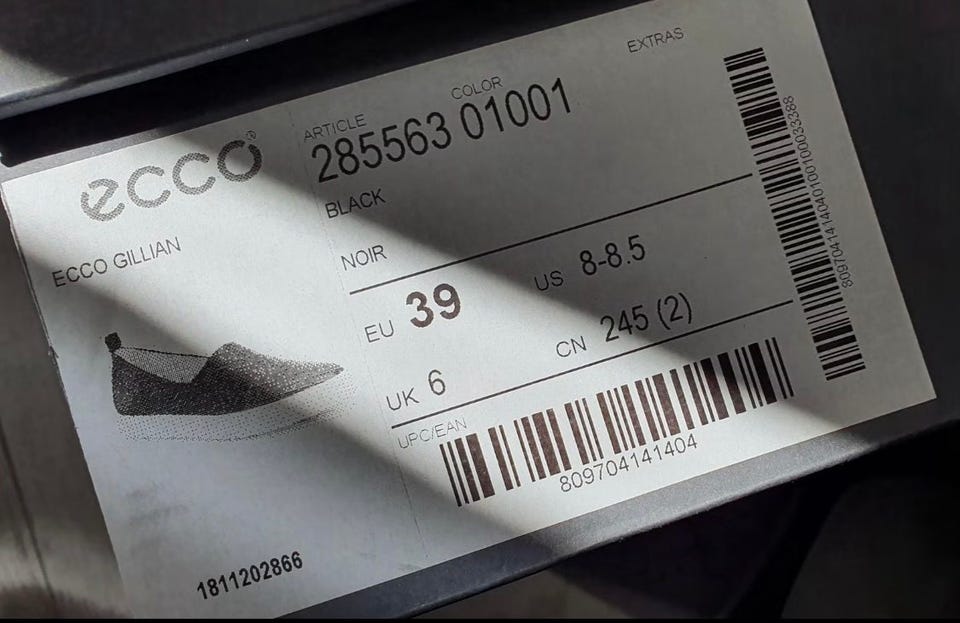 ecco®
ECCO GILLIAN
1811202866
ARTICLE COLOR EXTRAS
285563 01001
BLACK
NOIR
EU 39 US 8-8.5
UK 6 CN 245 (2)
UPC/EAN
809704141404